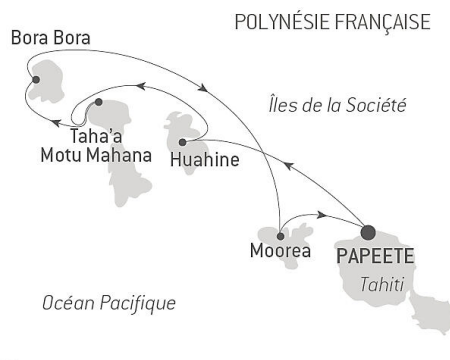 POLYNÉSIE FRANÇAISE
Bora Bora
Îles de la Société
Taha’a
Motu Mahana
Huahine
Moorea
PAPEETE
Tahiti
Océan Pacifique